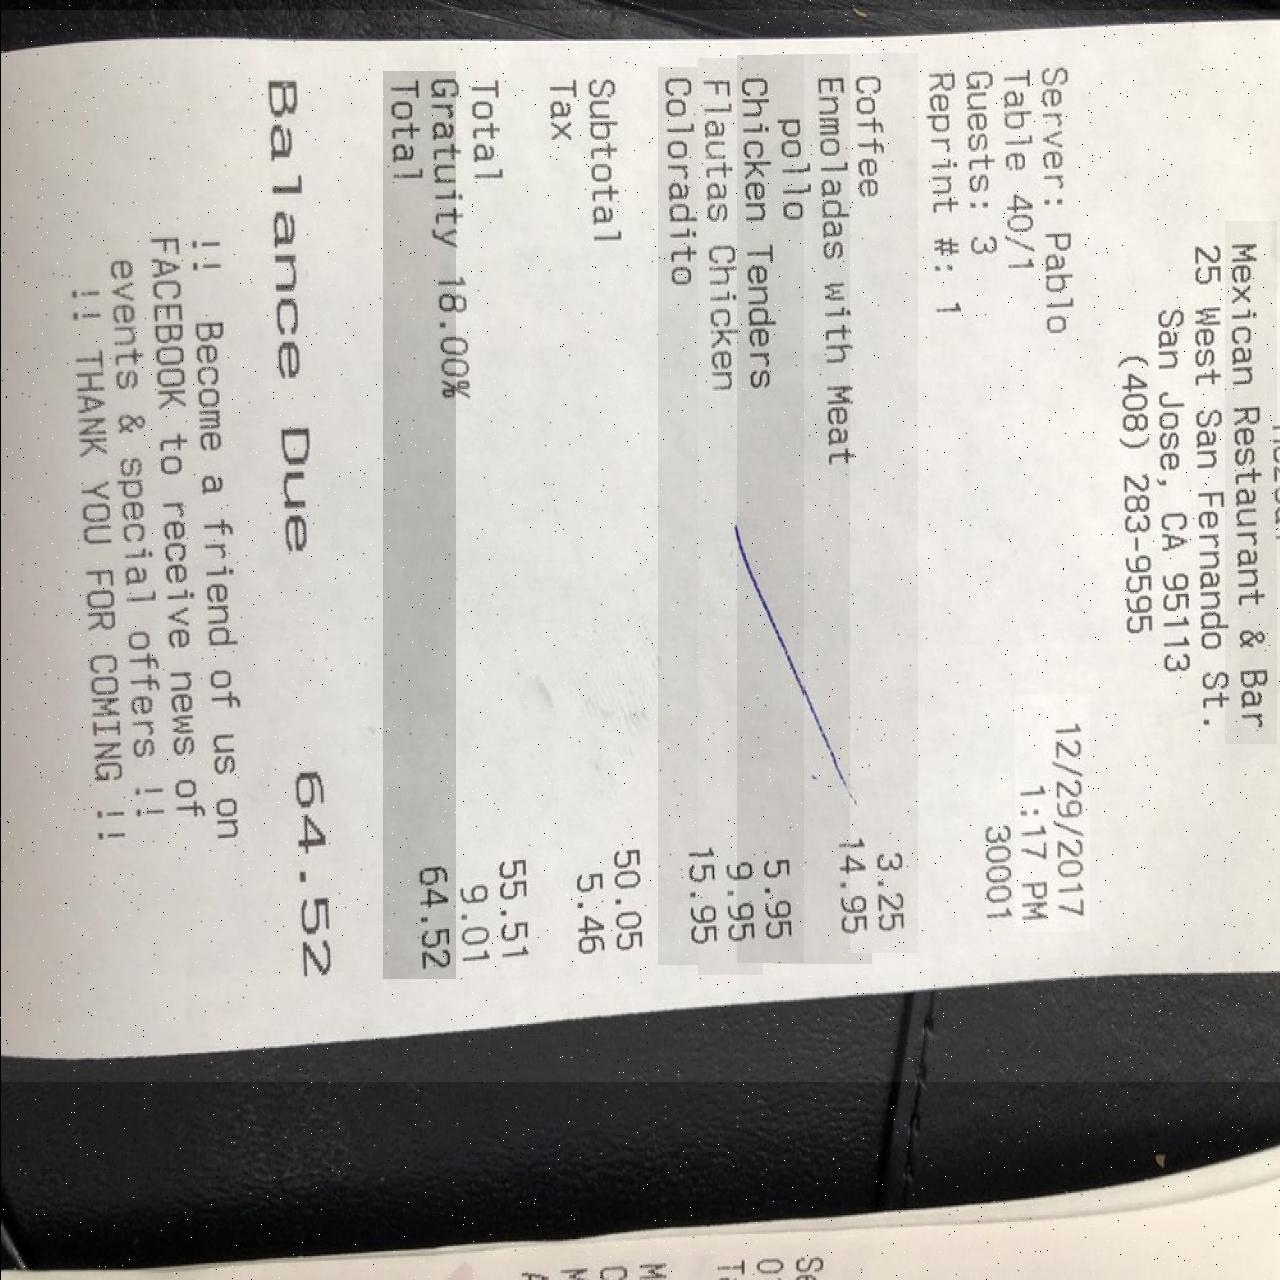 Mexican Restaurant & Bar
25 West San Fernando St.
San Jose, CA 95113
(408) 283-9595
Server: Pablo 12/29/2017
Table 40/1 1:17 PM
Guests: 3 30001
Reprint #: 1
Coffee 3.25
Enmoladas with Meat 14.95
pollo
Chicken Tenders 5.95
Flautas Chicken 9.95
Coloradito 15.95
Subtotal 50.05
Tax 5.46
Total 55.51
Gratuity 18.00% 9.01
Total 64.52
Balance Due 64.52
!! Become a friend of us on
FACEBOOK to receive news of
events & special offers !!
!! THANK YOU FOR COMING !!